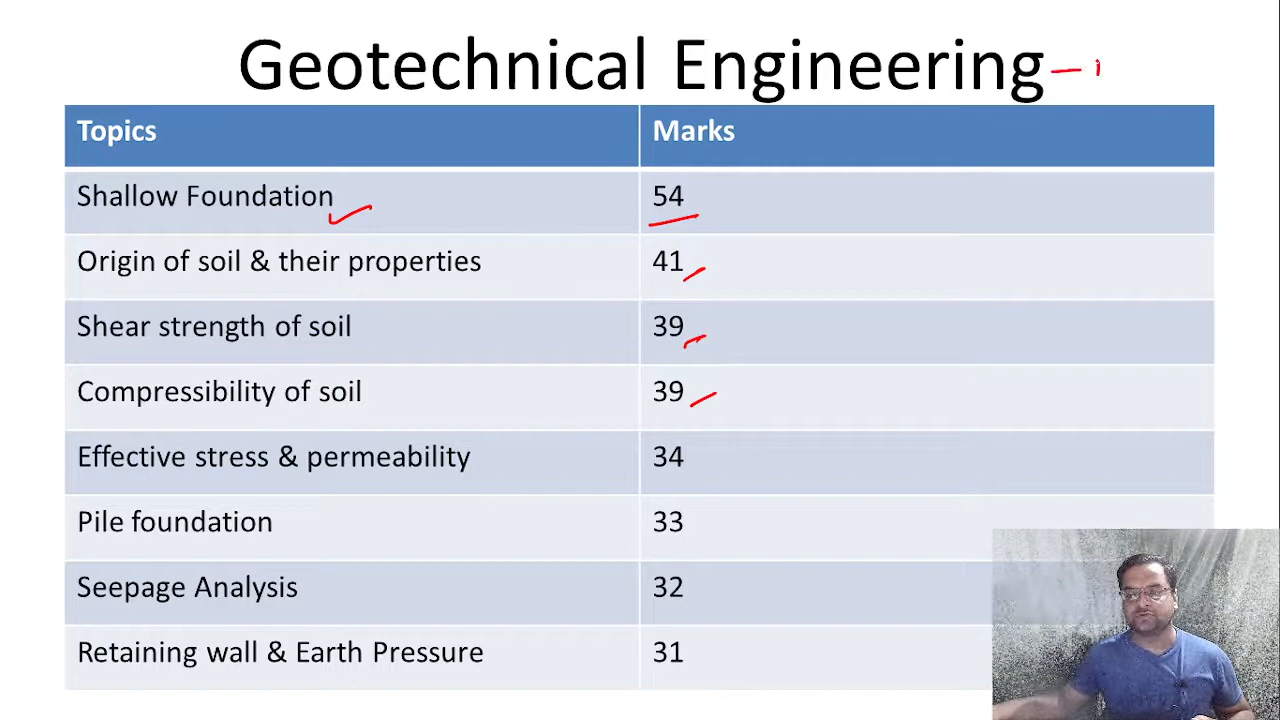 Geotechnical Engineering
Topics Marks
Shallow Foundation 54
Origin of soil & their properties 41
Shear strength of soil 39
Compressibility of soil 39
Effective stress & permeability 34
Pile foundation 33
Seepage Analysis 32
Retaining wall & Earth Pressure 31